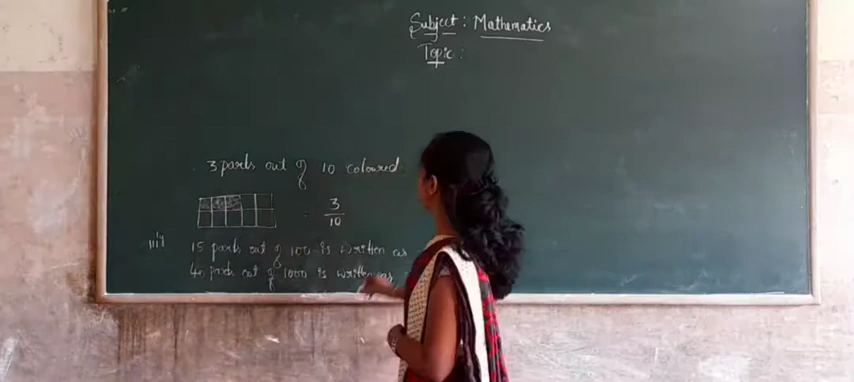 Subject : Mathematics
Topic :
3 parts out of 10 coloured
3/10
15 parts out of 100 is written as
40 parts out of 1000 is written as